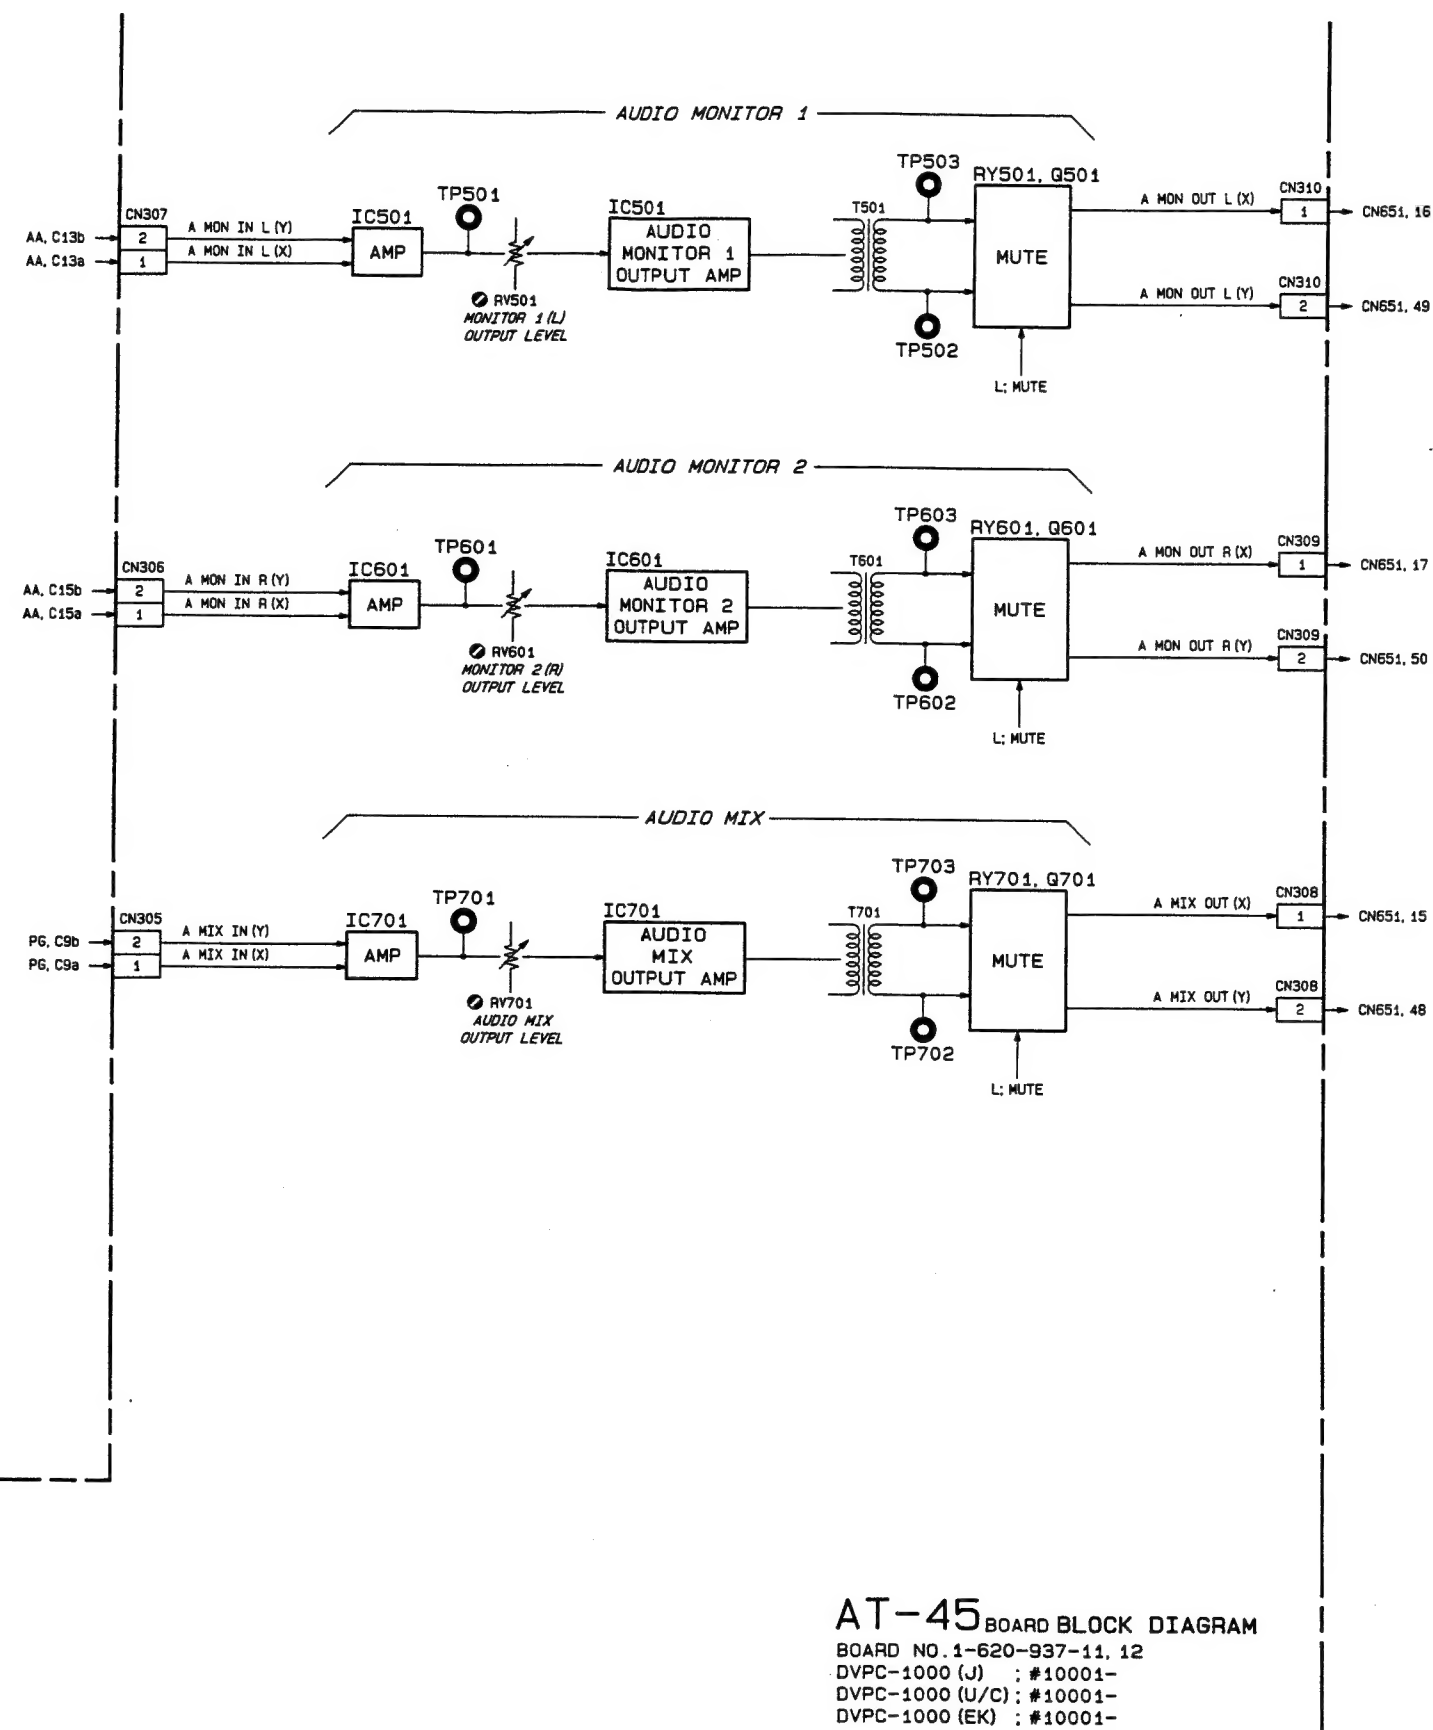 AUDIO MONITOR 1
CN307
AA, C13b
2
A MON IN L (Y)
AA, C13a
1
A MON IN L (X)
IC501
AMP
TP501
RV501
MONITOR 1 (L)
OUTPUT LEVEL
IC501
AUDIO
MONITOR 1
OUTPUT AMP
T501
TP503
TP502
RY501, Q501
MUTE
L; MUTE
A MON OUT L (X)
CN310
1
CN651, 16
A MON OUT L (Y)
CN310
2
CN651, 49
AUDIO MONITOR 2
CN306
AA, C15b
2
A MON IN R (Y)
AA, C15a
1
A MON IN R (X)
IC601
AMP
TP601
RV601
MONITOR 2 (R)
OUTPUT LEVEL
IC601
AUDIO
MONITOR 2
OUTPUT AMP
T601
TP603
TP602
RY601, Q601
MUTE
L; MUTE
A MON OUT R (X)
CN309
1
CN651, 17
A MON OUT R (Y)
CN309
2
CN651, 50
AUDIO MIX
CN305
PG, C9b
2
A MIX IN (Y)
PG, C9a
1
A MIX IN (X)
IC701
AMP
TP701
RV701
AUDIO MIX
OUTPUT LEVEL
IC701
AUDIO
MIX
OUTPUT AMP
T701
TP703
TP702
RY701, Q701
MUTE
L; MUTE
A MIX OUT (X)
CN308
1
CN651, 15
A MIX OUT (Y)
CN308
2
CN651, 48
AT-45 BOARD BLOCK DIAGRAM
BOARD NO. 1-620-937-11, 12
DVPC-1000 (J) ; #10001-
DVPC-1000 (U/C) ; #10001-
DVPC-1000 (EK) ; #10001-